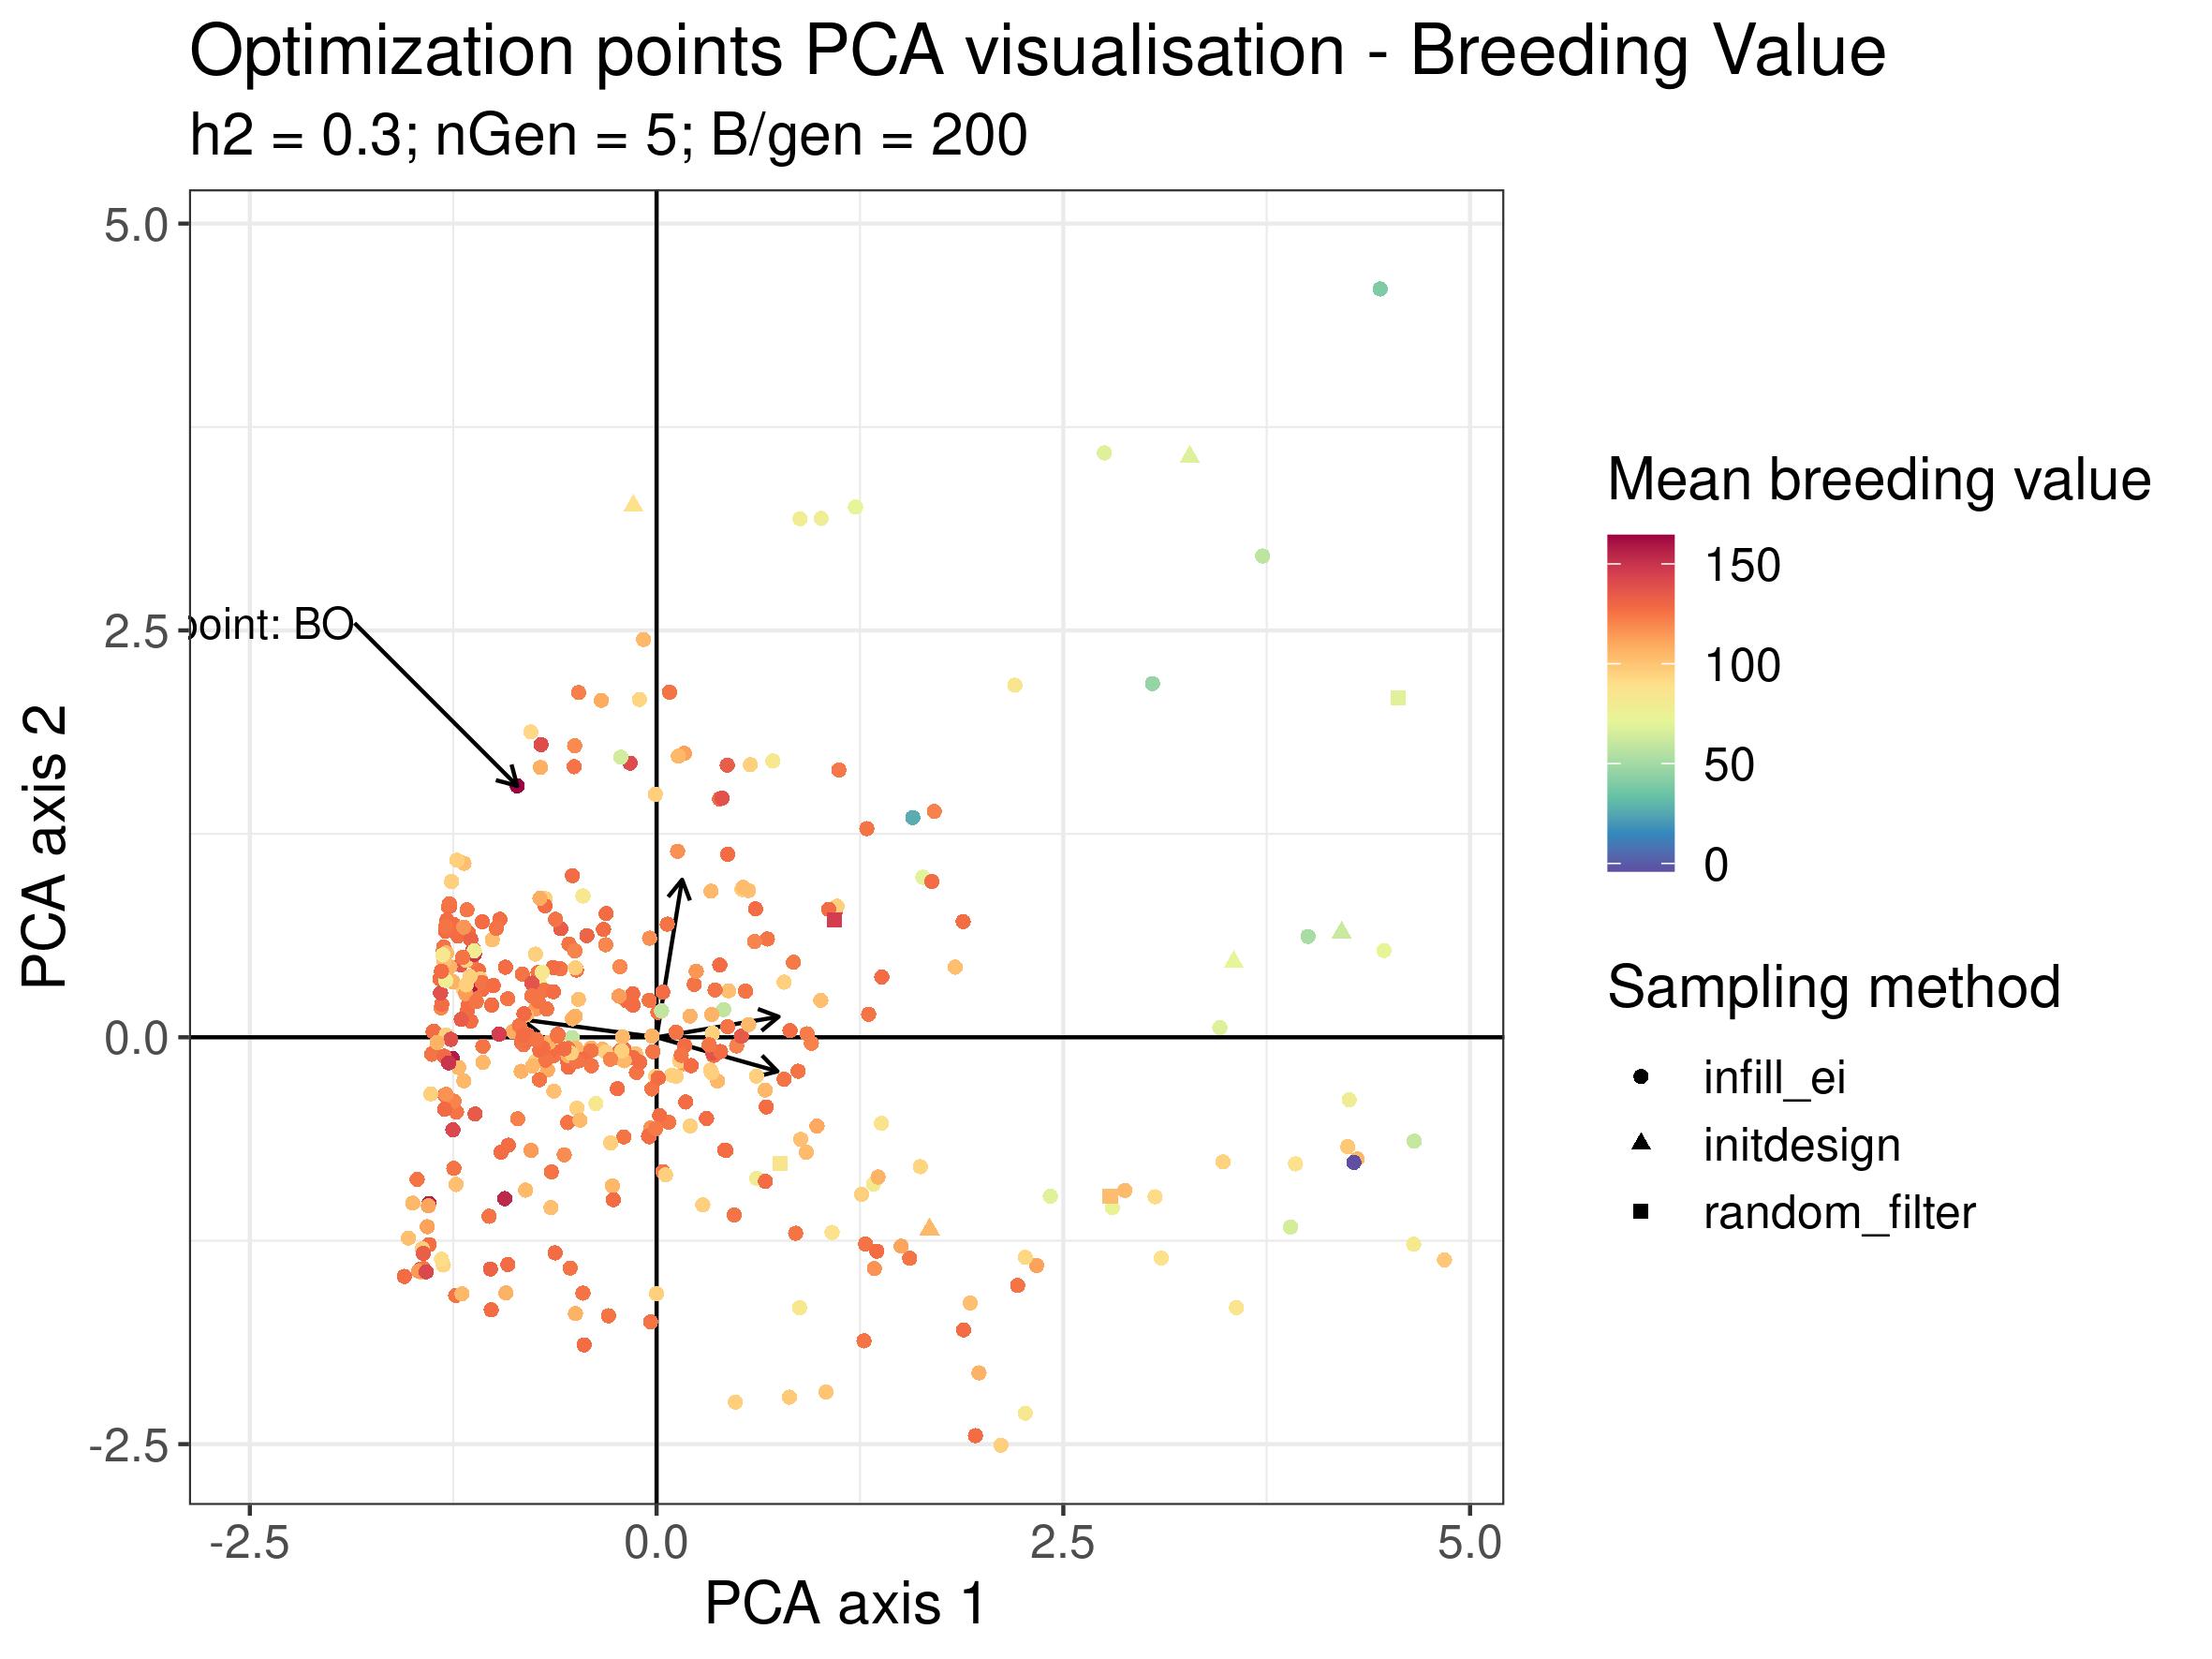 Optimization points PCA visualisation - Breeding Value
h2 = 0.3; nGen = 5; B/gen = 200
PCA axis 2
5.0
2.5
0.0
-2.5
point: BO
-2.5
0.0
2.5
5.0
PCA axis 1
Mean breeding value
150
100
50
0
Sampling method
infill_ei
initdesign
random_filter